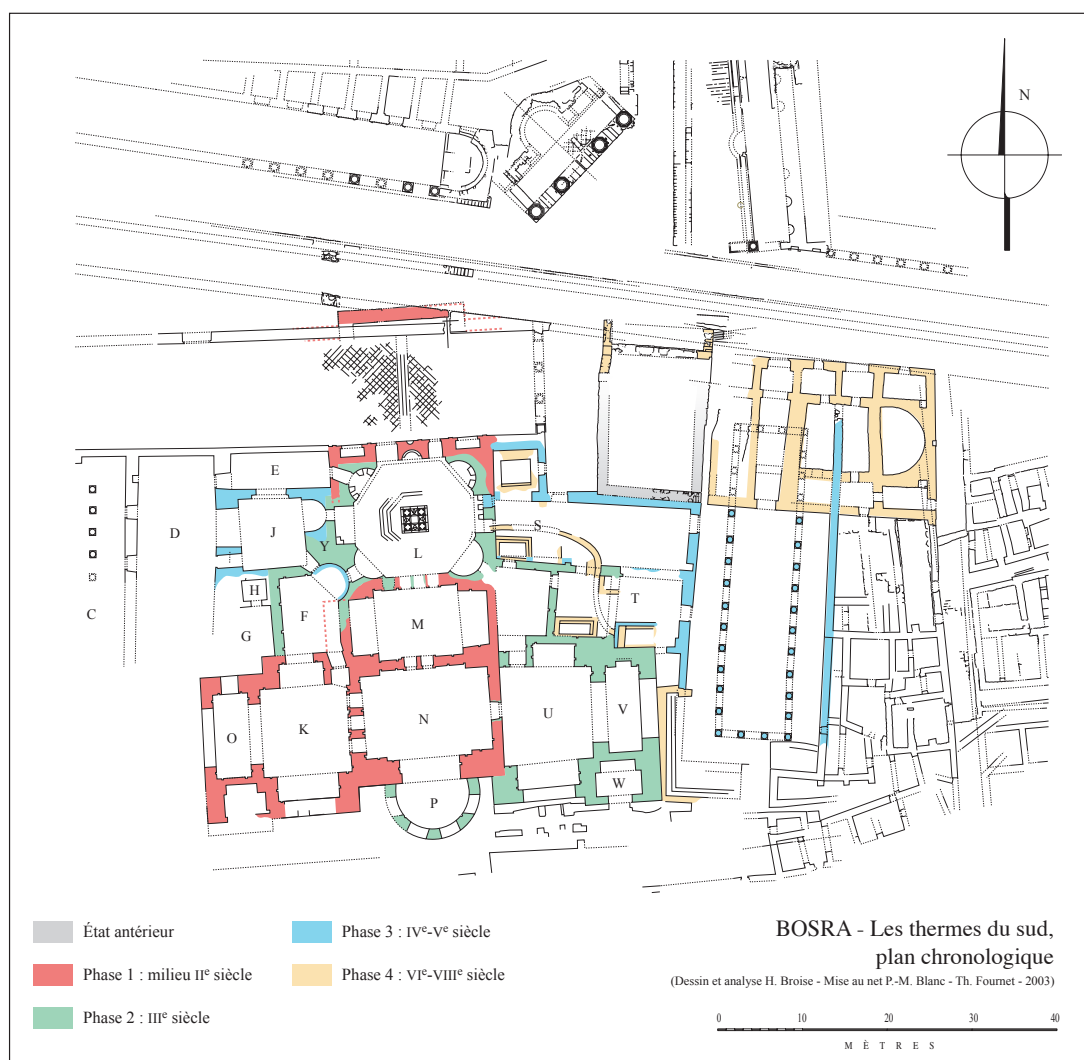 N
E
D
J
Y
L
S
H
C
G
F
M
T
O
K
N
U
V
P
W
État antérieur
Phase 1 : milieu IIe siècle
Phase 2 : IIIe siècle
Phase 3 : IVe-Ve siècle
Phase 4 : VIe-VIIIe siècle
BOSRA - Les thermes du sud,
plan chronologique
(Dessin et analyse H. Broise - Mise au net P.-M. Blanc - Th. Fournet - 2003)
0 10 20 30 40
MÈTRES